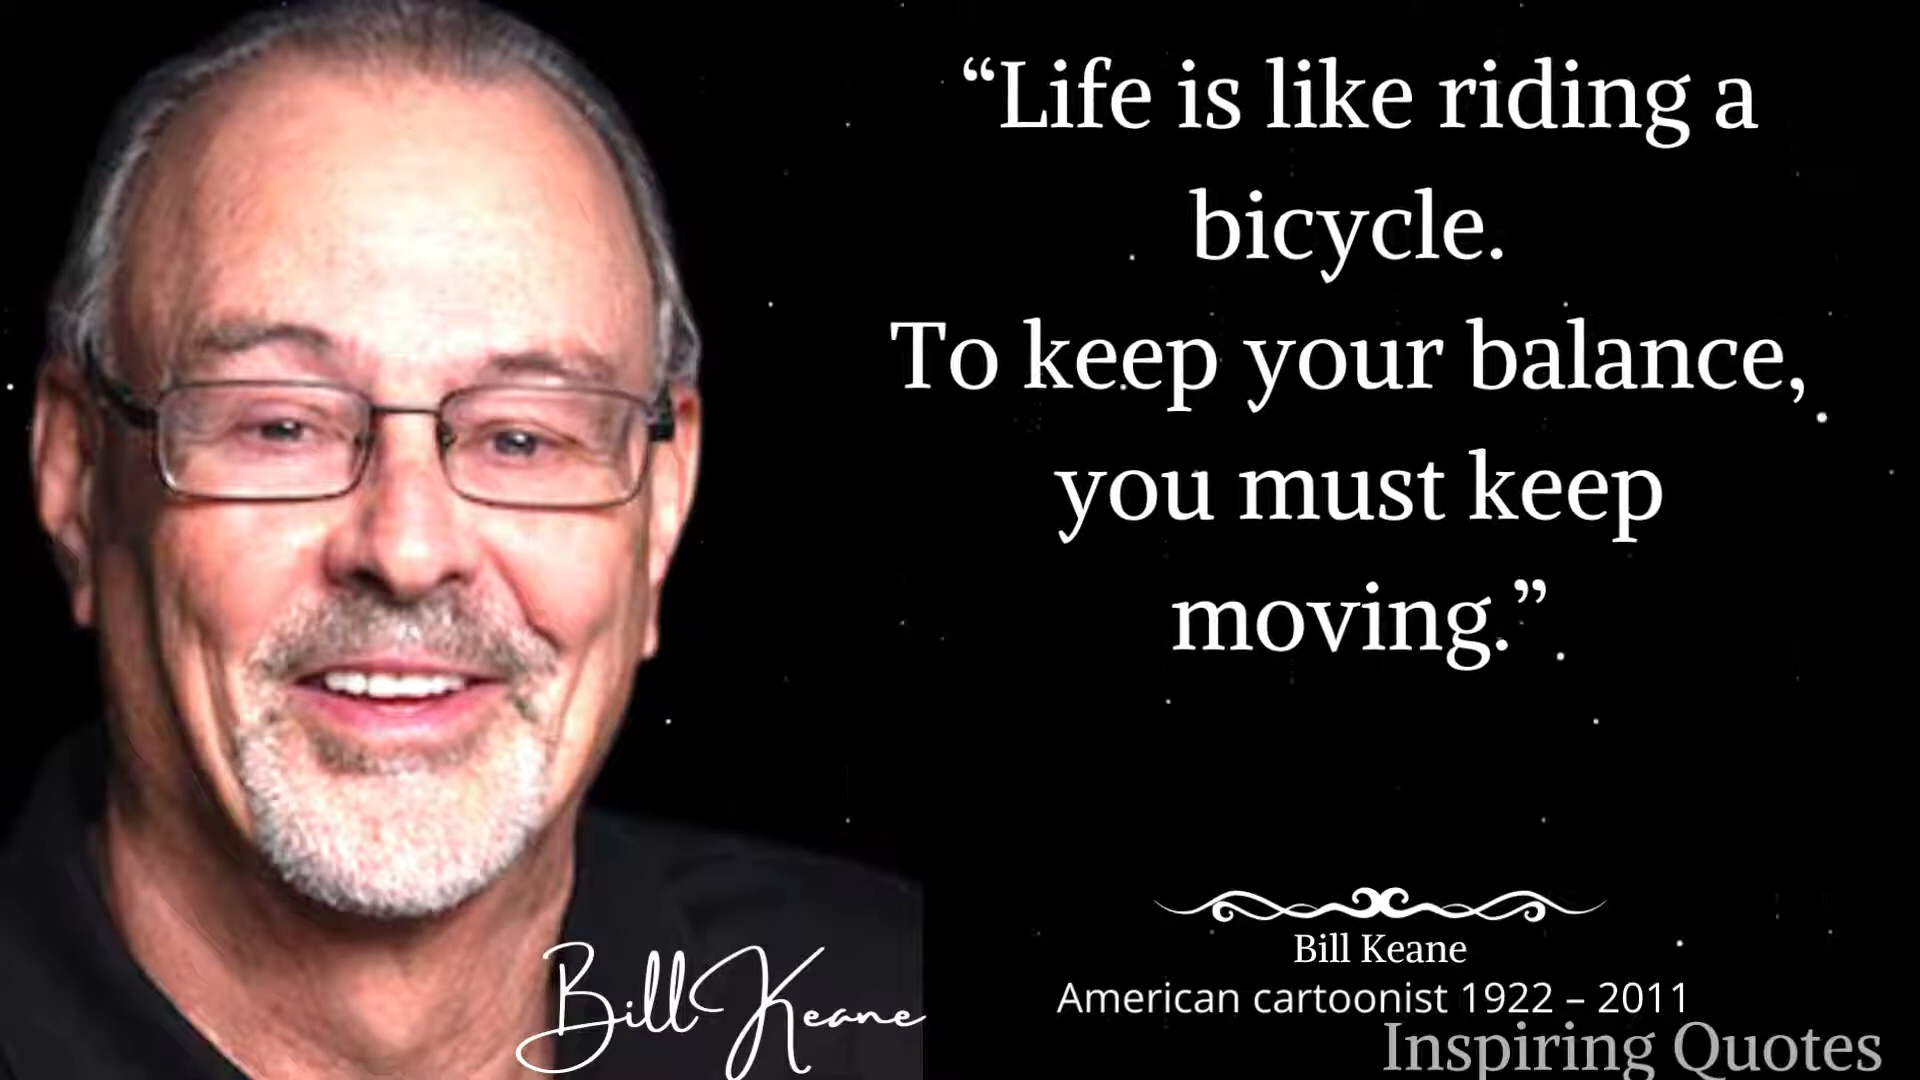 “Life is like riding a
bicycle.
To keep your balance,
you must keep
moving.”
Bill Keane
American cartoonist 1922 – 2011
Bill Keane
Inspiring Quotes